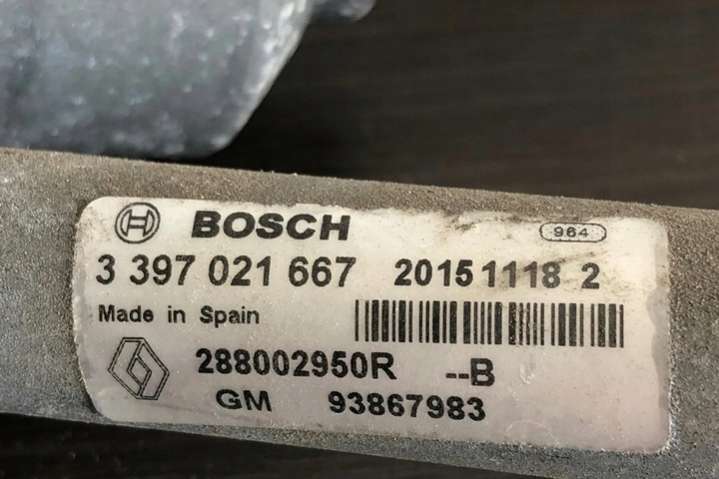 BOSCH 964
3 397 021 667 20151118 2
Made in Spain
288002950R --B
GM 93867983